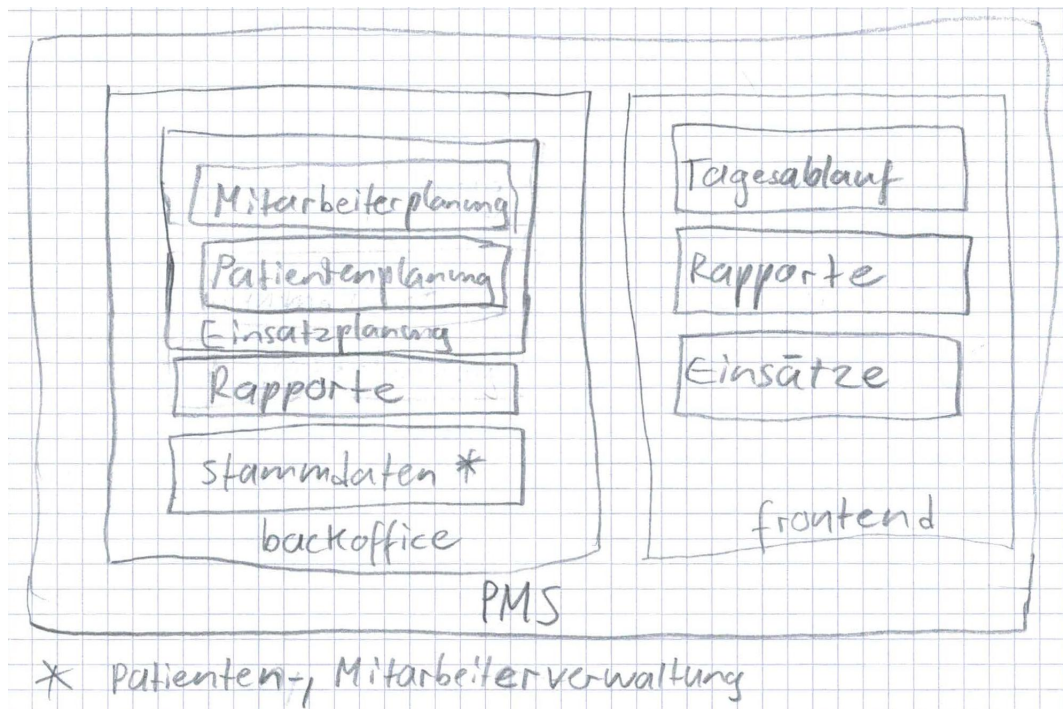 Mitarbeiterplanung
Patientenplanung
Einsatzplanung
Rapporte
Stammdaten *
backoffice
Tagesablauf
Rapporte
Einsätze
frontend
PMS
* Patienten-, Mitarbeiterverwaltung